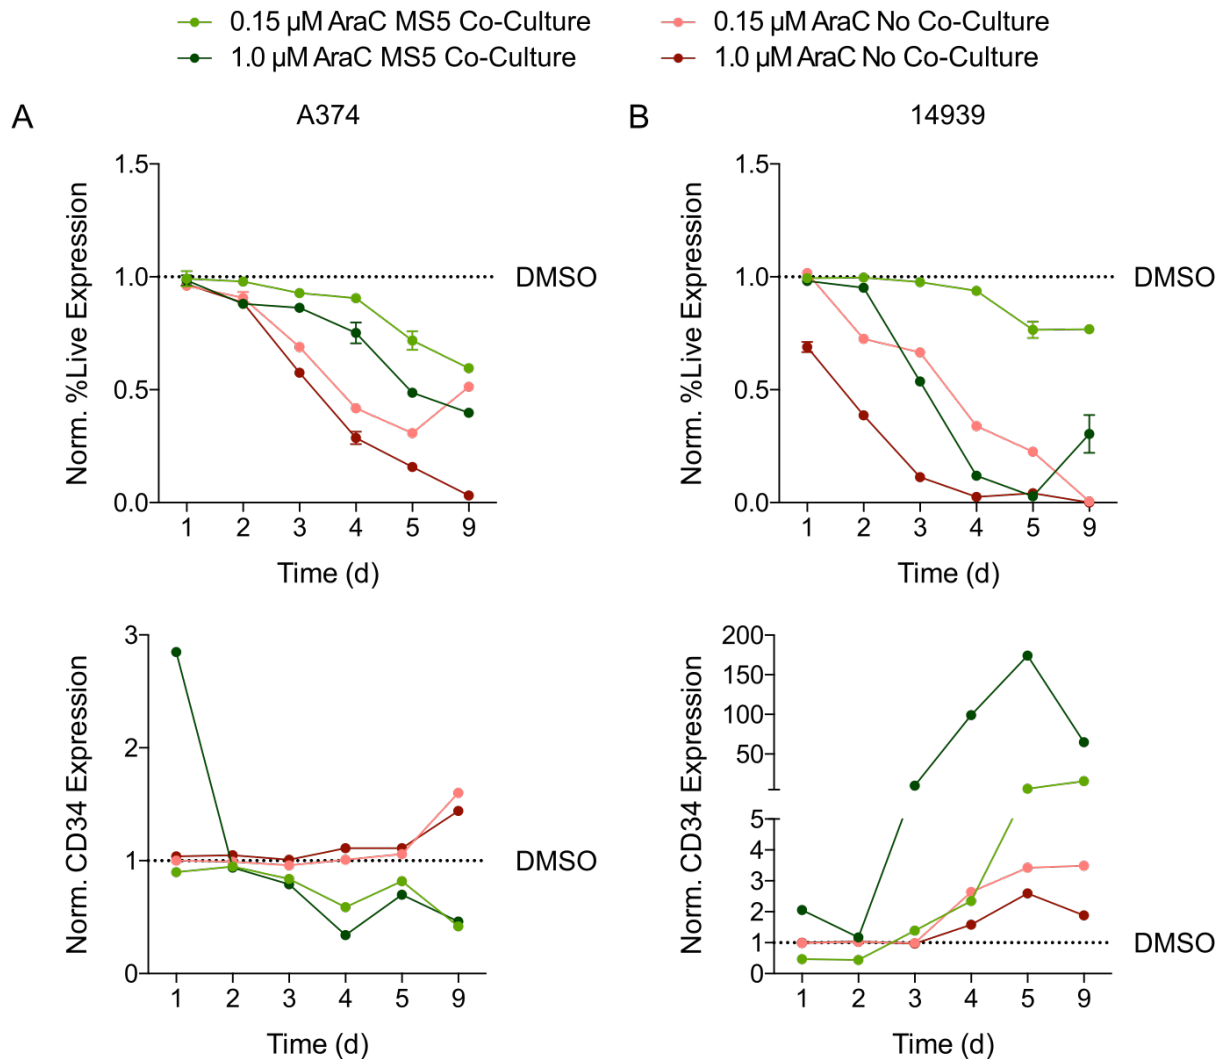 0.15 µM AraC MS5 Co-Culture
1.0 µM AraC MS5 Co-Culture
0.15 µM AraC No Co-Culture
1.0 µM AraC No Co-Culture
A
A374
Norm. %Live Expression
1.5
1.0
0.5
0.0
DMSO
1 2 3 4 5 9
Time (d)
B
14939
Norm. %Live Expression
1.5
1.0
0.5
0.0
DMSO
1 2 3 4 5 9
Time (d)
Norm. CD34 Expression
3
2
1
0
DMSO
1 2 3 4 5 9
Time (d)
Norm. CD34 Expression
200
150
100
50
5
4
3
2
1
0
DMSO
1 2 3 4 5 9
Time (d)